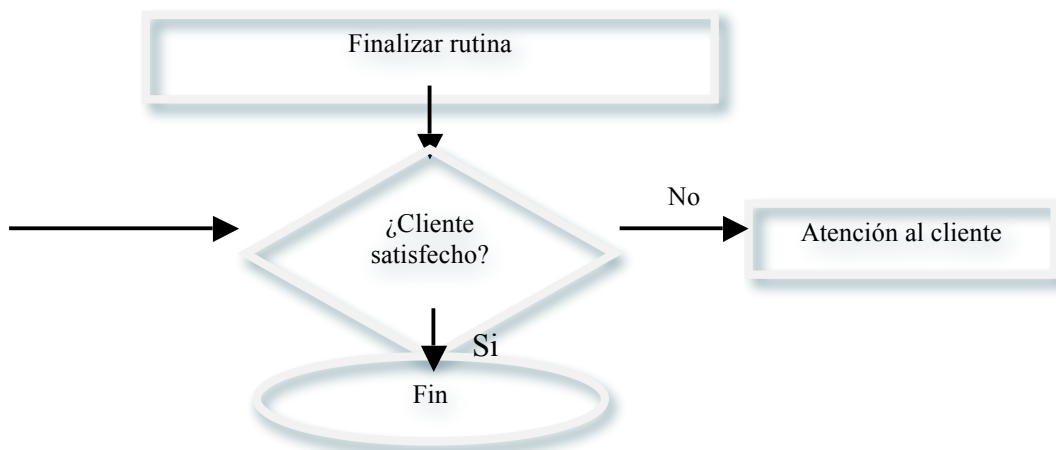 Finalizar rutina
¿Cliente
satisfecho?
No
Atención al cliente
Si
Fin